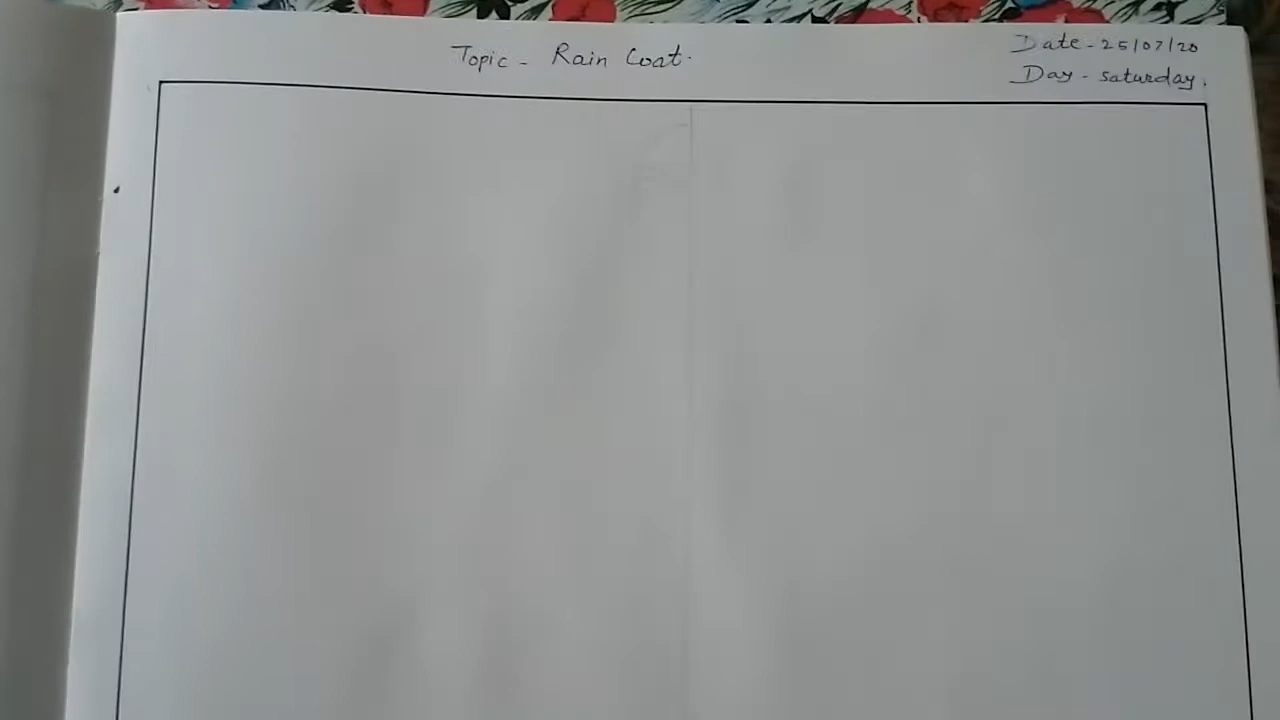 Topic - Rain Coat.
Date - 25/07/20
Day - saturday.